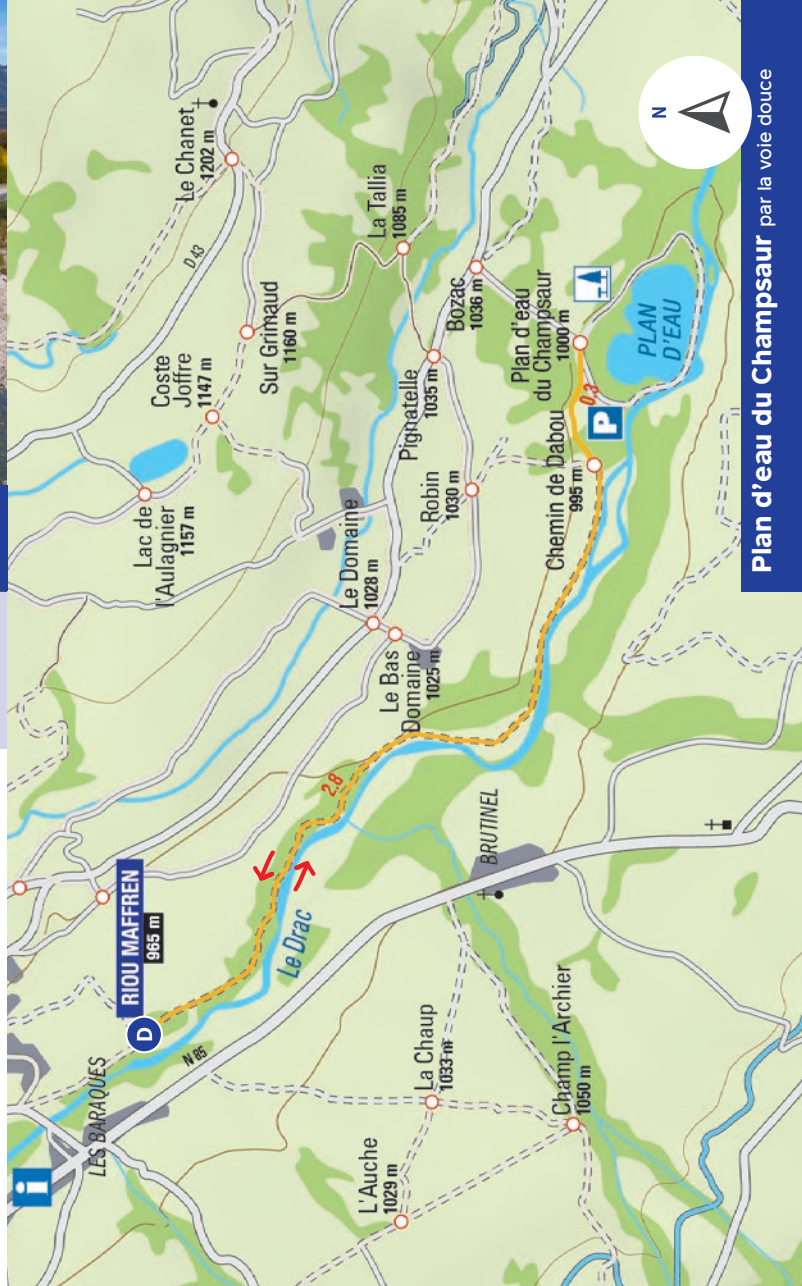 Le Chanet
1202 m
D 43
La Tallia
1085 m
Sur Grimaud
1160 m
Coste
Joffre
1147 m
Lac de
l'Aulagnier
1157 m
Bozac
1036 m
Pignatelle
1035 m
Plan d'eau
du Champsaur
1000 m
PLAN
D'EAU
0.3
P
Chemin de Dabou
995 m
Robin
1030 m
Le Domaine
1028 m
Le Bas
Domaine
1025 m
2.8
RIOU MAFFREN
965 m
D
Le Drac
BRUTINEL
N 85
LES BARAQUES
i
La Chaup
1033 m
Champ l'Archier
1050 m
L'Auche
1029 m
N
Plan d'eau du Champsaur par la voie douce